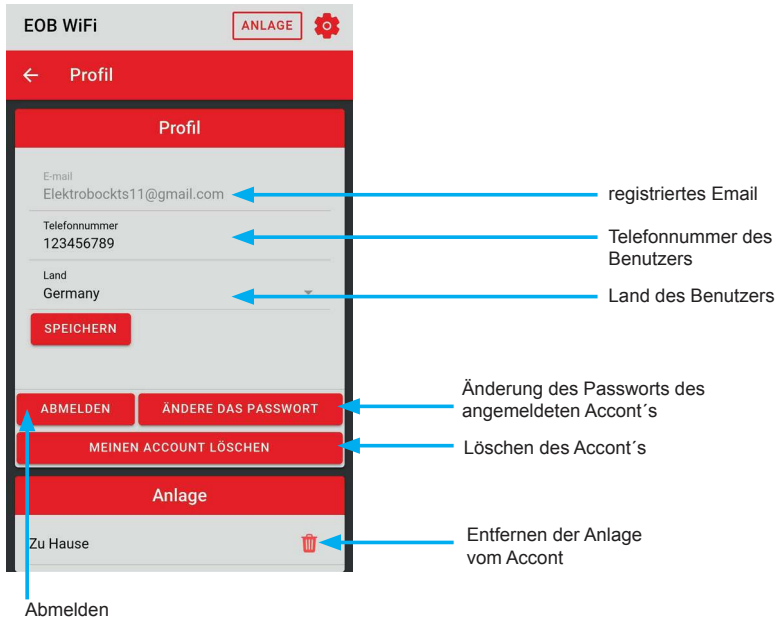 EOB WiFi
ANLAGE
Profil
Profil
E-mail
Elektrobockts11@gmail.com
registriertes Email
Telefonnummer
123456789
Telefonnummer des
Benutzers
Land
Germany
Land des Benutzers
SPEICHERN
ABMELDEN
ÄNDERE DAS PASSWORT
Änderung des Passworts des
angemeldeten Accont´s
MEINEN ACCOUNT LÖSCHEN
Löschen des Accont´s
Anlage
Zu Hause
Entfernen der Anlage
vom Accont
Abmelden